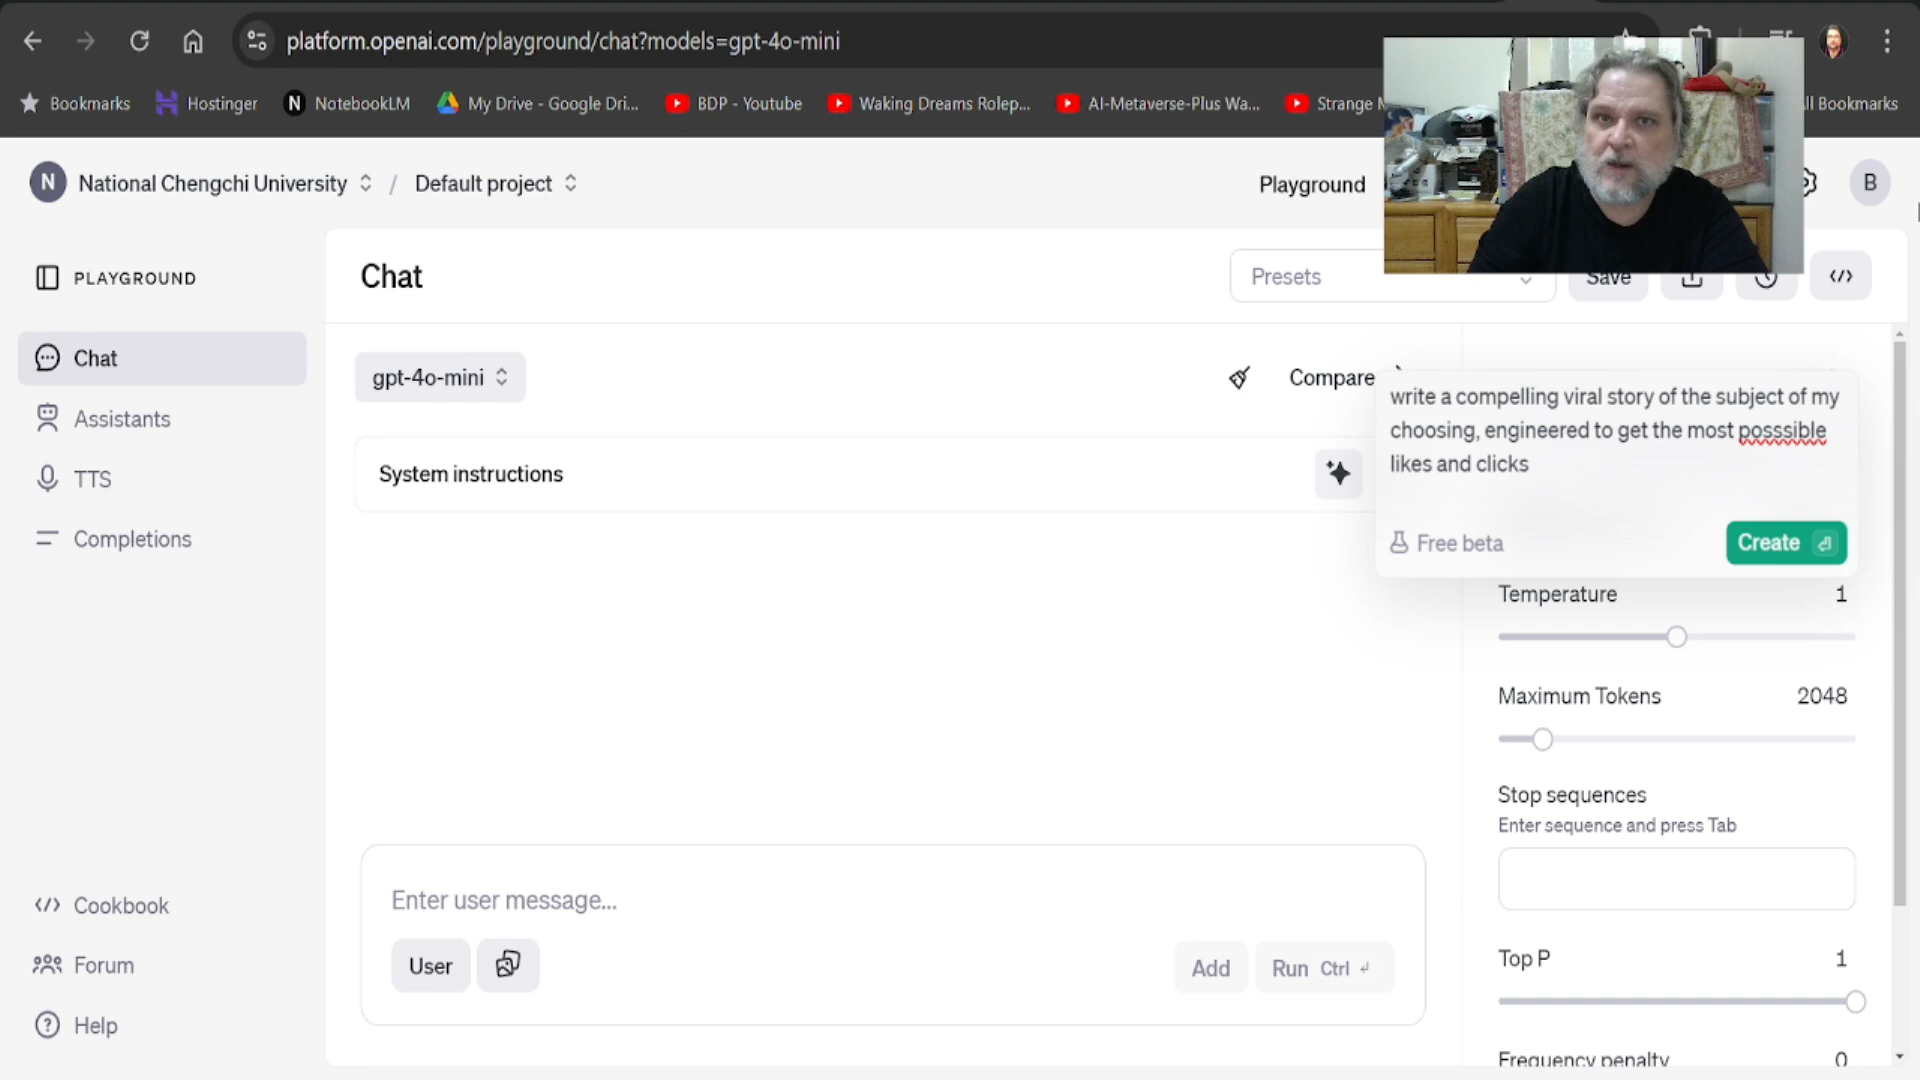 platform.openai.com/playground/chat?models=gpt-4o-mini
Bookmarks
Hostinger
N NotebookLM
My Drive - Google Dri...
BDP - Youtube
Waking Dreams Rolep...
AI-Metaverse-Plus Wa...
Strange
ll Bookmarks
N National Chengchi University / Default project
Playground
B
PLAYGROUND
Chat
Assistants
TTS
Completions
Cookbook
Forum
Help
Chat
Presets
Save
gpt-4o-mini
Compare
System instructions
write a compelling viral story of the subject of my
choosing, engineered to get the most posssible
likes and clicks
Free beta
Create
Temperature 1
Maximum Tokens 2048
Stop sequences
Enter sequence and press Tab
Top P 1
Frequency penalty 0
Enter user message...
User
Add
Run Ctrl